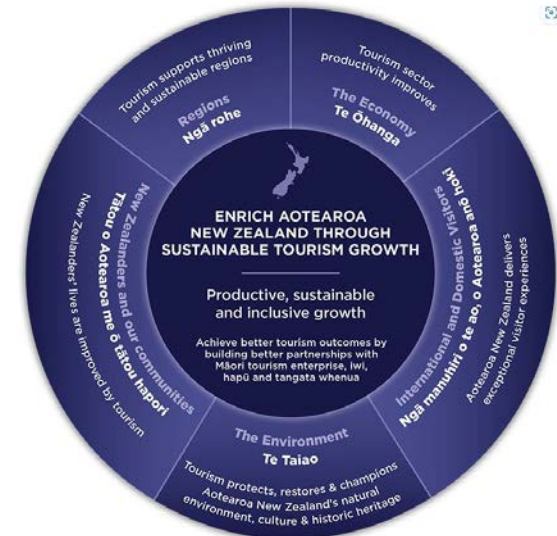 ENRICH AOTEAROA
NEW ZEALAND THROUGH
SUSTAINABLE TOURISM GROWTH
Productive, sustainable
and inclusive growth
Achieve better tourism outcomes by
building better partnerships with
Māori tourism enterprise, iwi,
hapū and tangata whenua
Tourism sector
productivity improves
The Economy
Te Ōhanga
International and Domestic Visitors
Ngā manuhiri o te ao, o Aotearoa anō hoki
Aotearoa New Zealand delivers
exceptional visitor experiences
The Environment
Te Taiao
Tourism protects, restores & champions
Aotearoa New Zealand's natural
environment, culture & historic heritage
New Zealanders and our communities
Tātou o Aotearoa me ō tātou hapori
New Zealanders' lives are improved by tourism
Tourism supports thriving
and sustainable regions
Regions
Ngā rohe